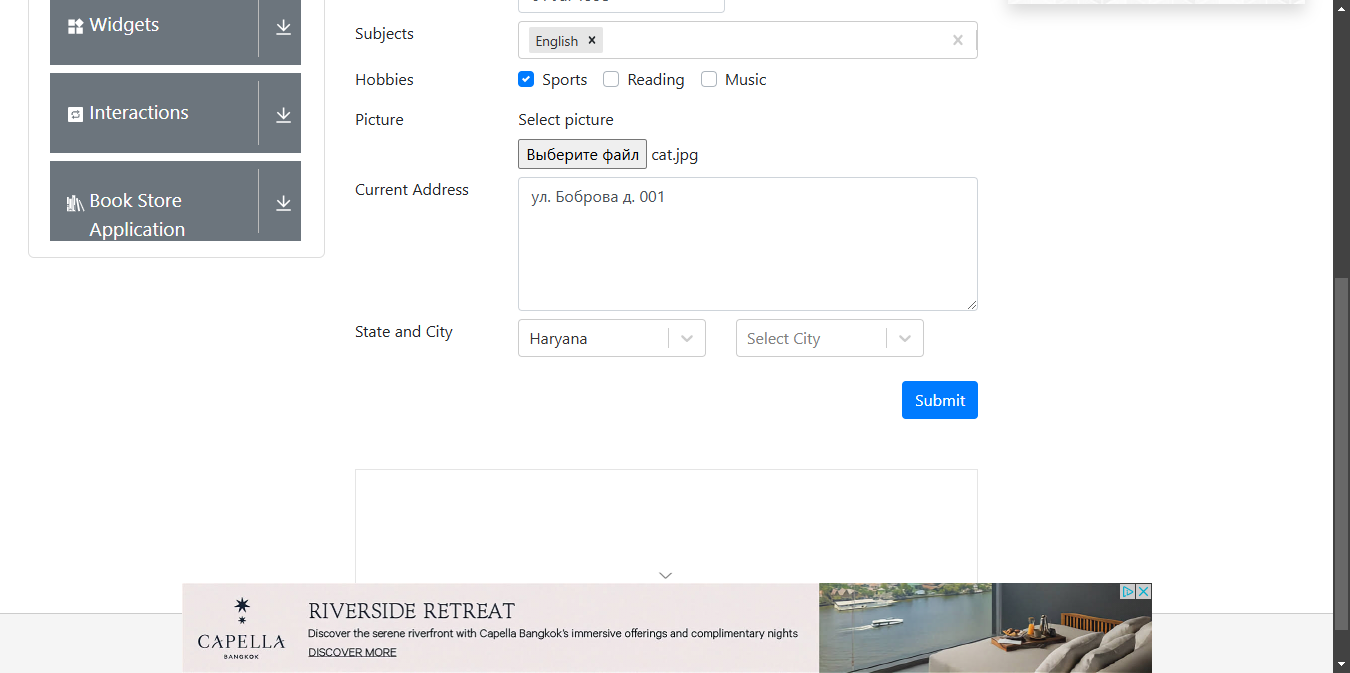 Widgets
Subjects
English
Hobbies
Sports
Reading
Music
Interactions
Picture
Select picture
Выберите файл cat.jpg
Current Address
ул. Боброва д. 001
Book Store
Application
State and City
Haryana
Select City
Submit
CAPELLA
BANGKOK
RIVERSIDE RETREAT
Discover the serene riverfront with Capella Bangkok's immersive offerings and complimentary nights
DISCOVER MORE